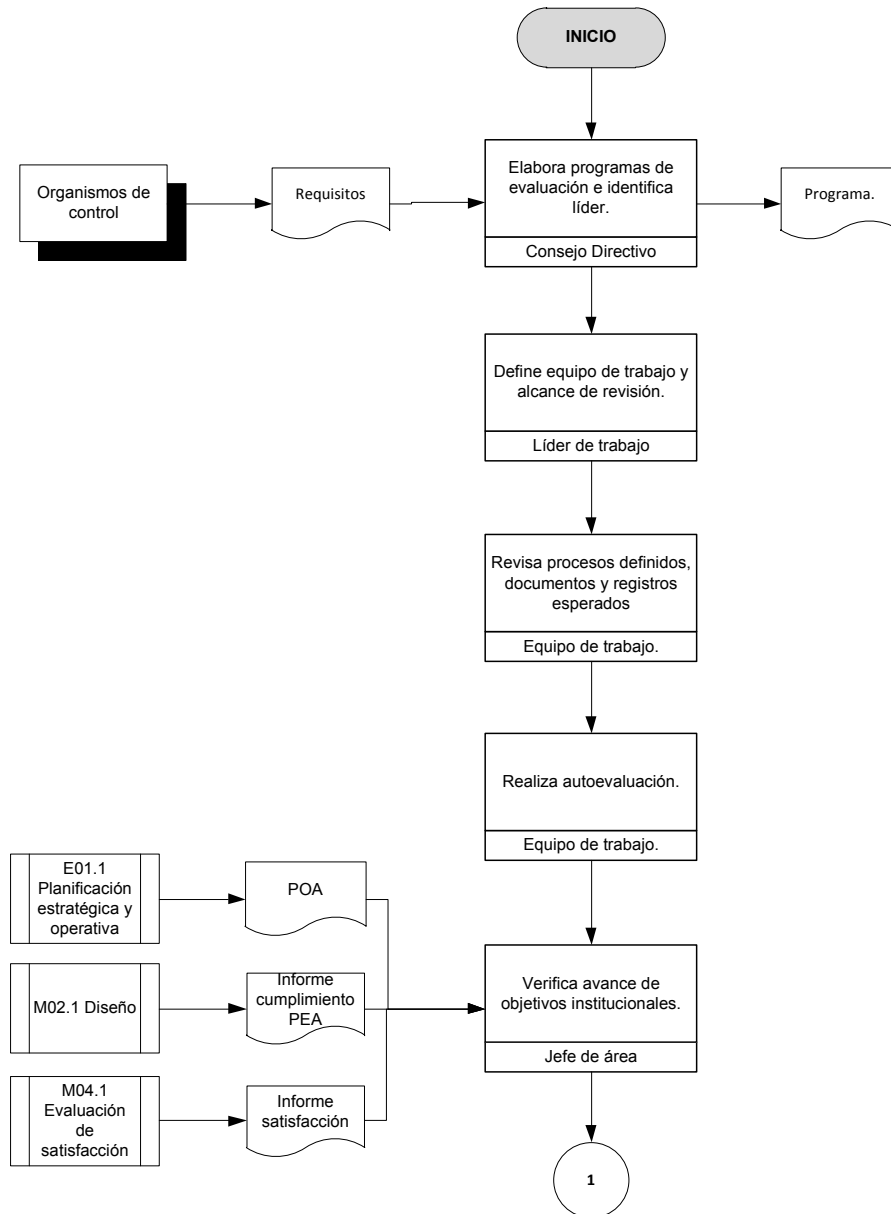 INICIO
Organismos de
control
Requisitos
Elabora programas de
evaluación e identifica
líder.
Consejo Directivo
Programa.
Define equipo de trabajo y
alcance de revisión.
Líder de trabajo
Revisa procesos definidos,
documentos y registros
esperados
Equipo de trabajo.
Realiza autoevaluación.
Equipo de trabajo.
E01.1
Planificación
estratégica y
operativa
POA
M02.1 Diseño
Informe
cumplimiento
PEA
M04.1
Evaluación
de
satisfacción
Informe
satisfacción
Verifica avance de
objetivos institucionales.
Jefe de área
1